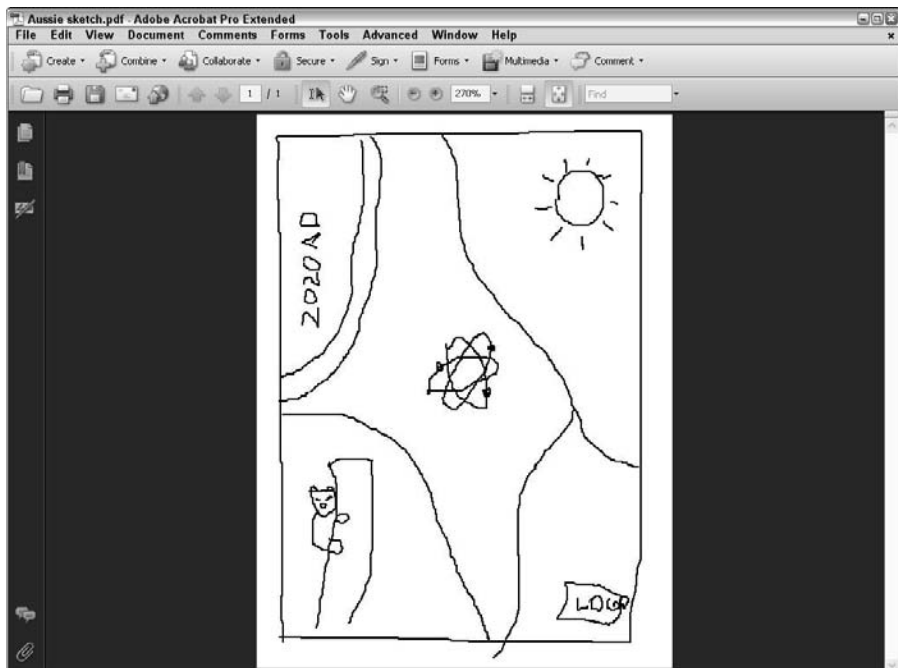 Aussie sketch.pdf - Adobe Acrobat Pro Extended
File Edit View Document Comments Forms Tools Advanced Window Help
Create Combine Collaborate Secure Sign Forms Multimedia Comment
1 / 1 270% Find
2020AD
LOGO